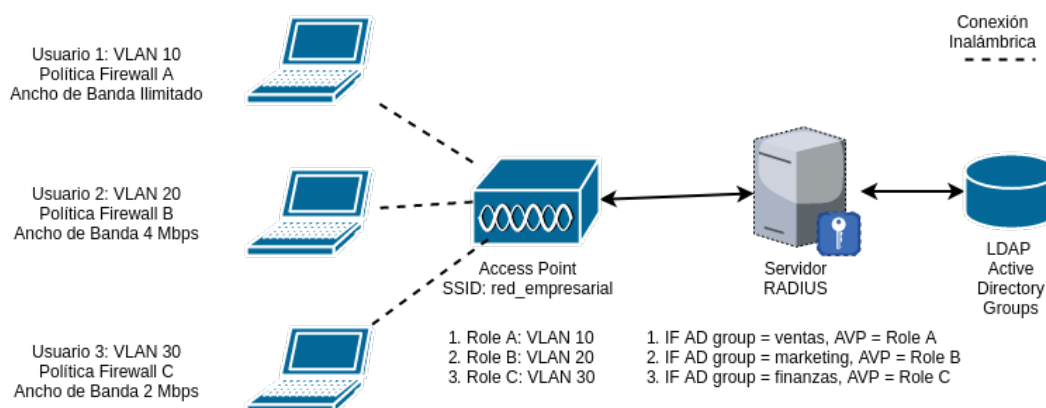 Usuario 1: VLAN 10
Política Firewall A
Ancho de Banda Ilimitado
Conexión
Inalámbrica
Usuario 2: VLAN 20
Política Firewall B
Ancho de Banda 4 Mbps
Access Point
SSID: red_empresarial
Servidor
RADIUS
LDAP
Active
Directory
Groups
Usuario 3: VLAN 30
Política Firewall C
Ancho de Banda 2 Mbps
1. Role A: VLAN 10
2. Role B: VLAN 20
3. Role C: VLAN 30
1. IF AD group = ventas, AVP = Role A
2. IF AD group = marketing, AVP = Role B
3. IF AD group = finanzas, AVP = Role C